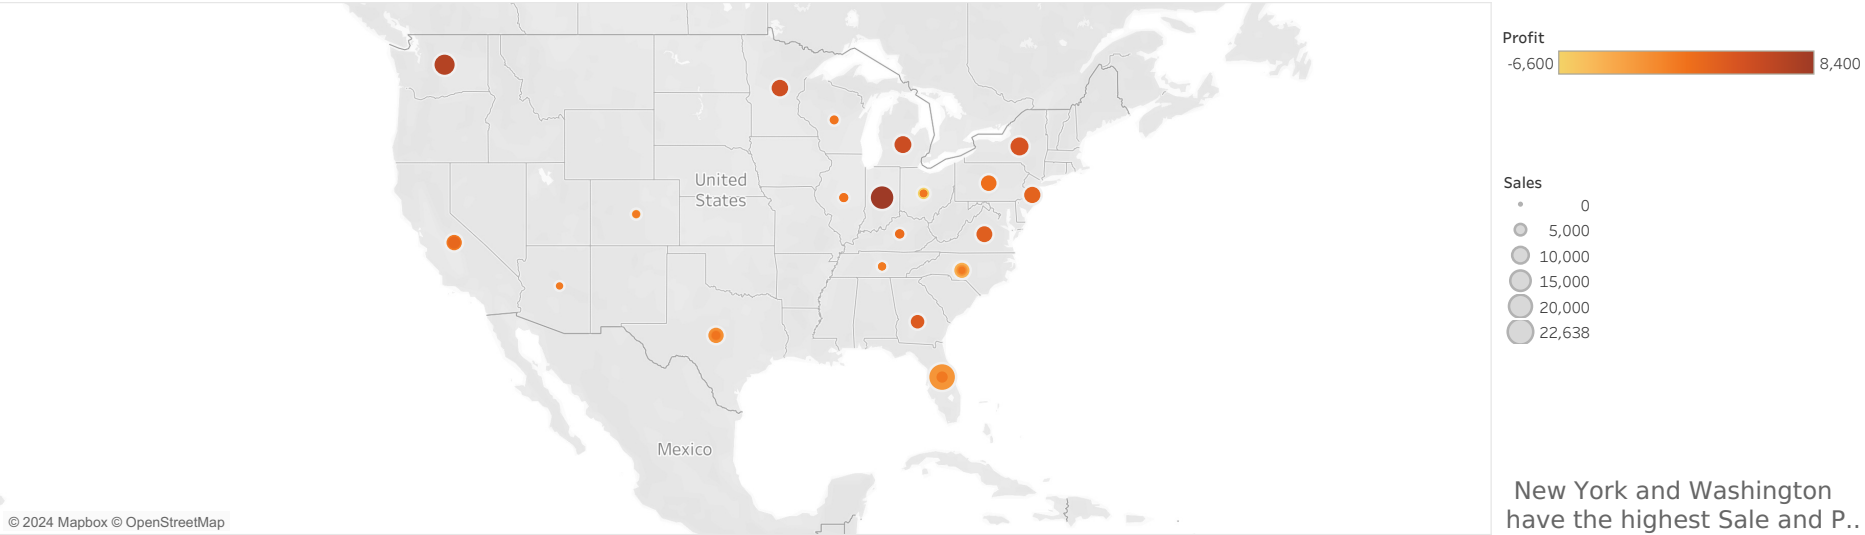 United
States
Mexico
© 2024 Mapbox © OpenStreetMap
Profit
-6,600 8,400
Sales
0
5,000
10,000
15,000
20,000
22,638
New York and Washington
have the highest Sale and P..